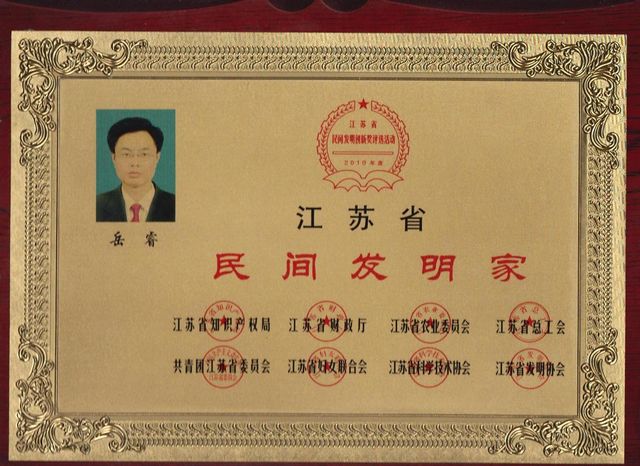 江苏省
民间发明创新奖评选活动
2010年度
岳睿
江苏省
民间发明家
江苏省知识产权局 江苏省财政厅 江苏省农业委员会 江苏省总工会
共青团江苏省委员会 江苏省妇女联合会 江苏省科学技术协会 江苏省发明协会